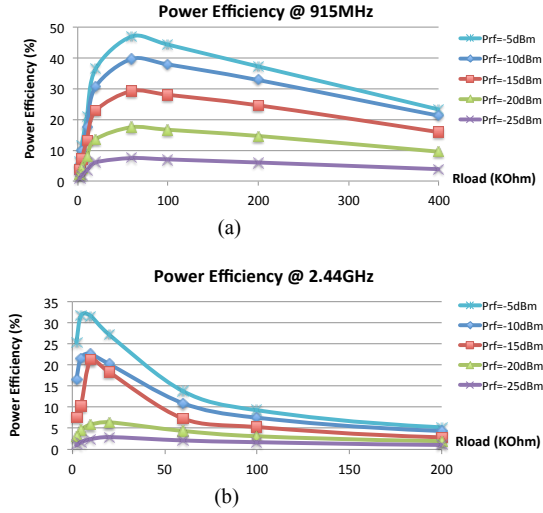 Power Efficiency @ 915MHz
Power Efficiency (%)
50
40
30
20
10
0
0
100
200
300
400
Rload (KOhm)
Prf=-5dBm
Prf=-10dBm
Prf=-15dBm
Prf=-20dBm
Prf=-25dBm
(a)
Power Efficiency @ 2.44GHz
Power Efficiency (%)
35
30
25
20
15
10
5
0
0
50
100
150
200
Rload (KOhm)
Prf=-5dBm
Prf=-10dBm
Prf=-15dBm
Prf=-20dBm
Prf=-25dBm
(b)